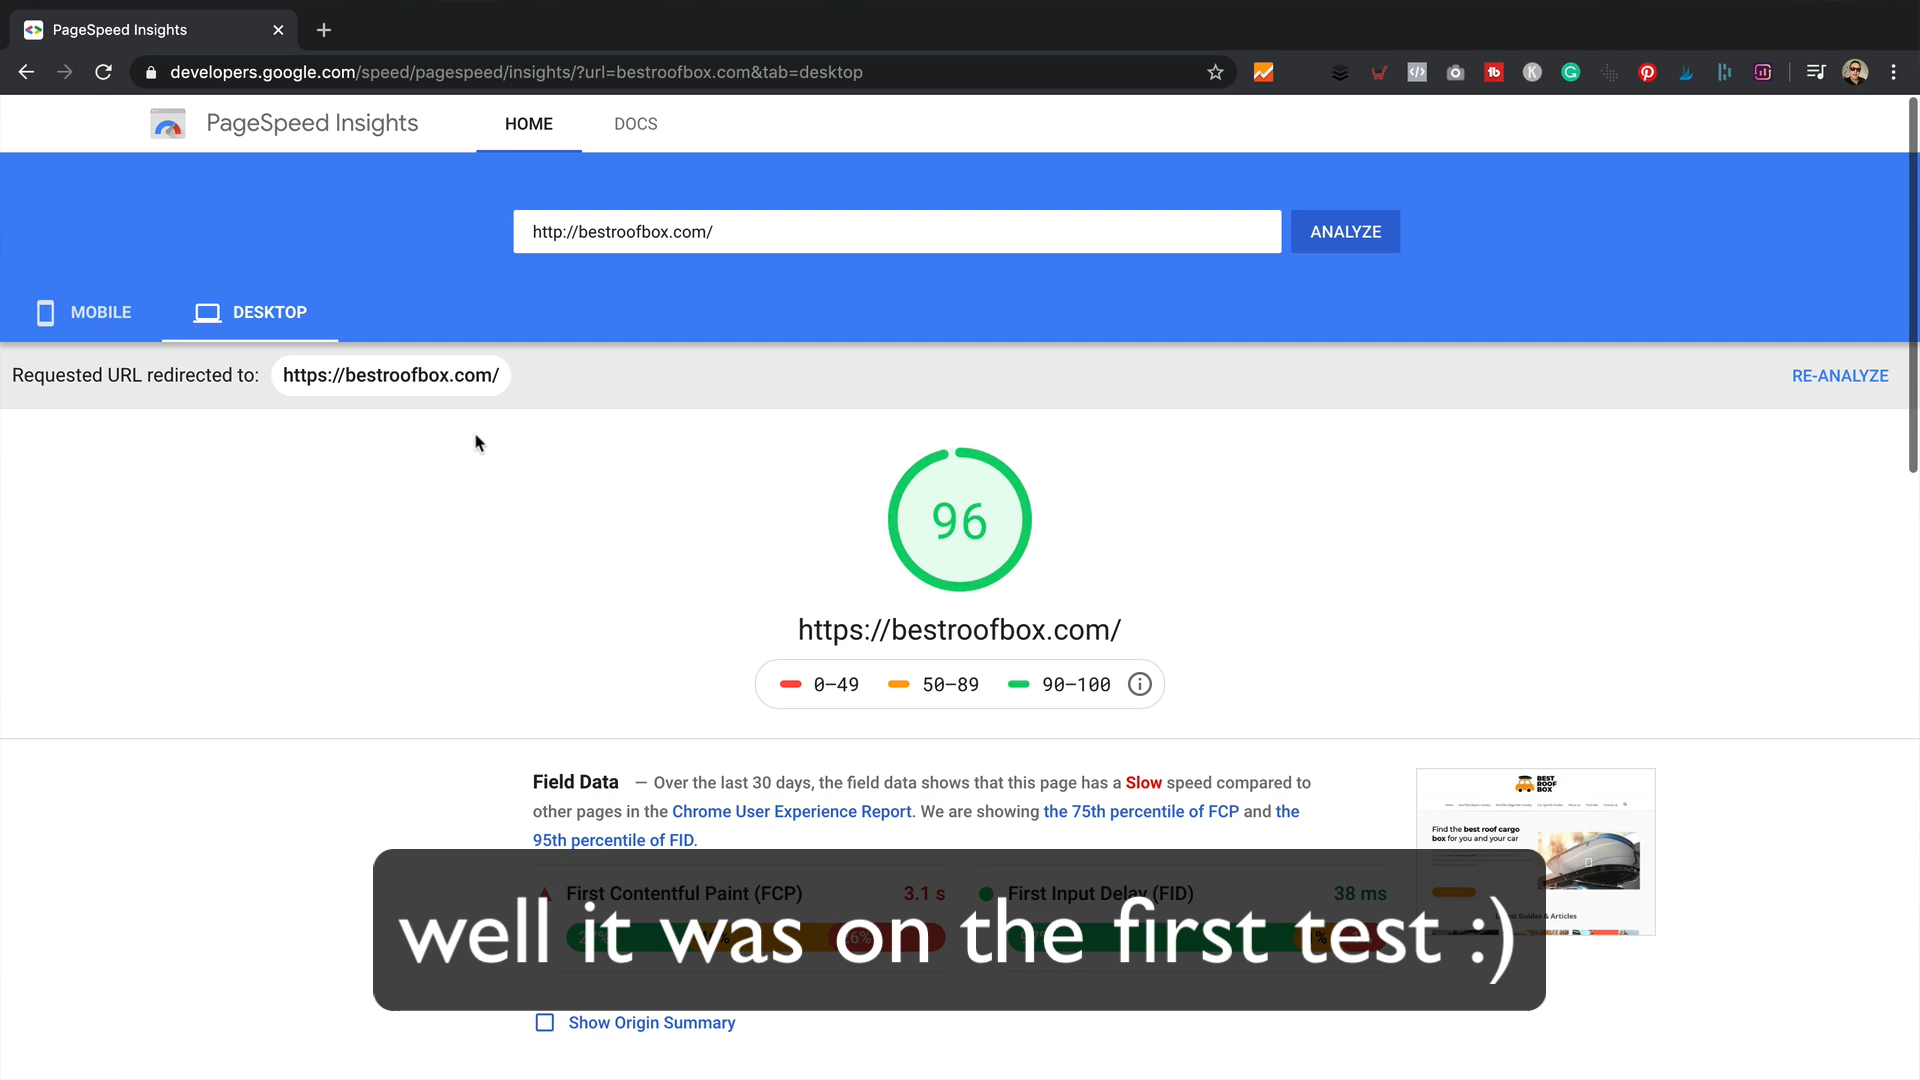 PageSpeed Insights
developers.google.com/speed/pagespeed/insights/?url=bestroofbox.com&tab=desktop
PageSpeed Insights HOME DOCS
http://bestroofbox.com/ ANALYZE
MOBILE DESKTOP
Requested URL redirected to: https://bestroofbox.com/ RE-ANALYZE
96
https://bestroofbox.com/
0–49 50–89 90–100
Field Data — Over the last 30 days, the field data shows that this page has a Slow speed compared to
other pages in the Chrome User Experience Report. We are showing the 75th percentile of FCP and the
95th percentile of FID.
BEST
ROOF
BOX
Find the best roof cargo
box for you and your car
Guides & Articles
First Contentful Paint (FCP) 3.1 s First Input Delay (FID) 38 ms
well it was on the first test :)
Show Origin Summary